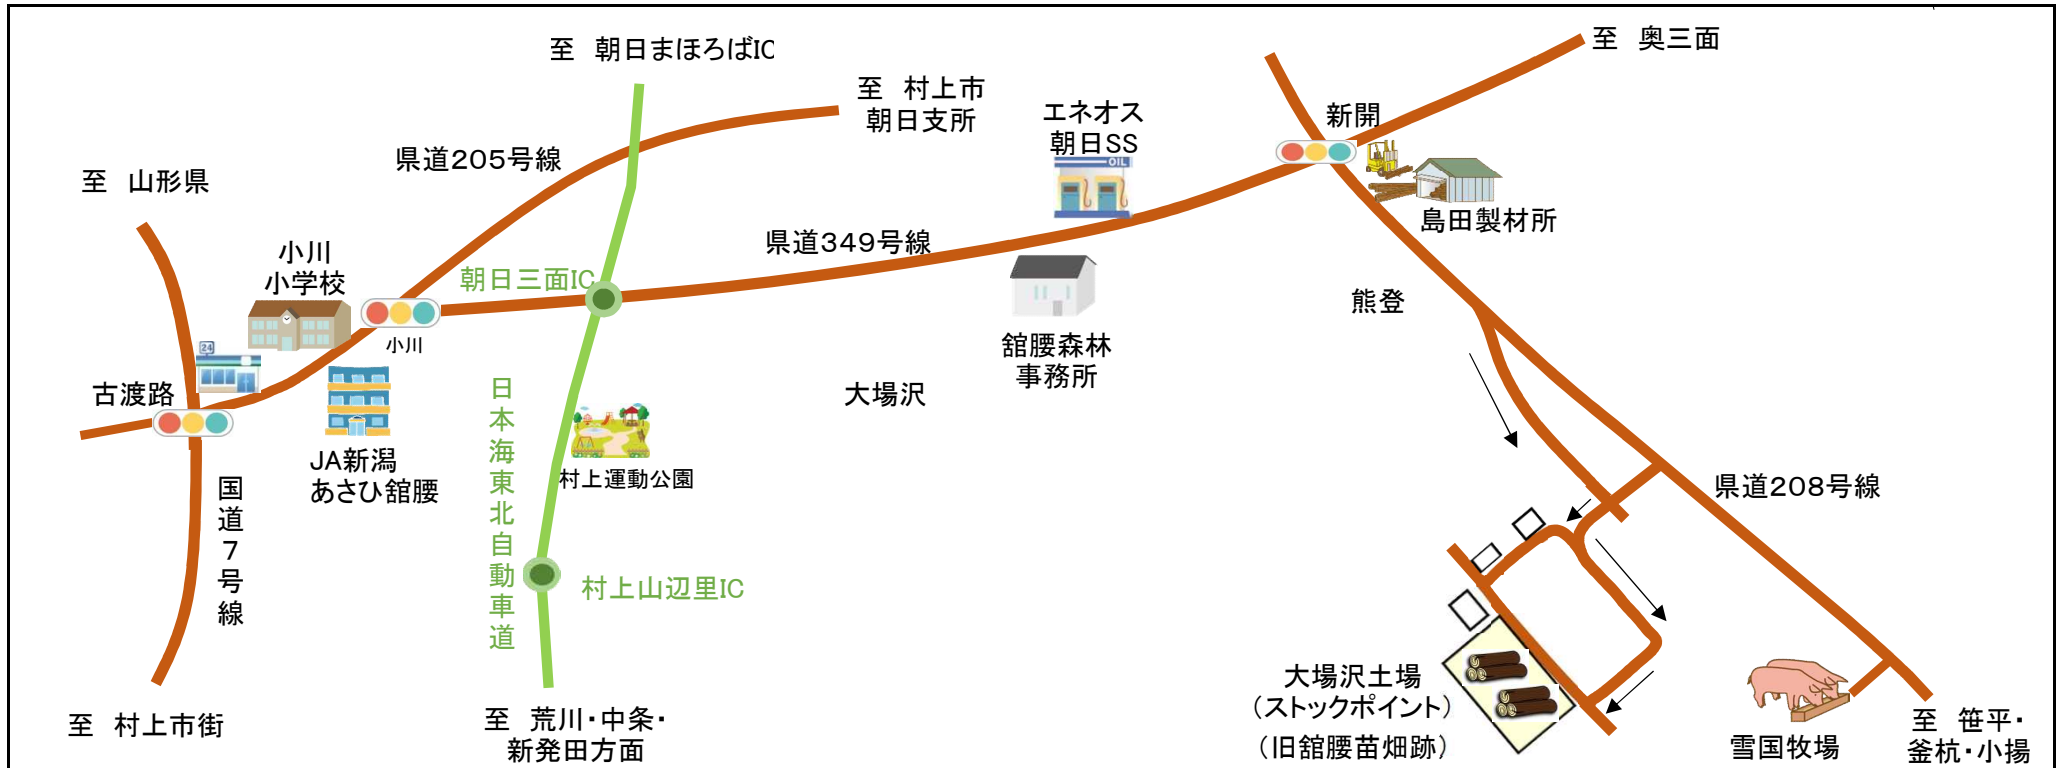 至　朝日まほろばIC
至　奥三面
至　村上市
朝日支所
エネオス
朝日SS
OIL
新開
県道205号線
至　山形県
島田製材所
県道349号線
小川
小学校
朝日三面IC
熊登
24
小川
舘腰森林
事務所
古渡路
大場沢
日本海東北自動車道
JA新潟
あさひ舘腰
村上運動公園
国道7号線
県道208号線
村上山辺里IC
大場沢土場
（ストックポイント）
（旧舘腰苗畑跡）
至　村上市街
至　荒川・中条・
新発田方面
雪国牧場
至　笹平・
釜杭・小揚